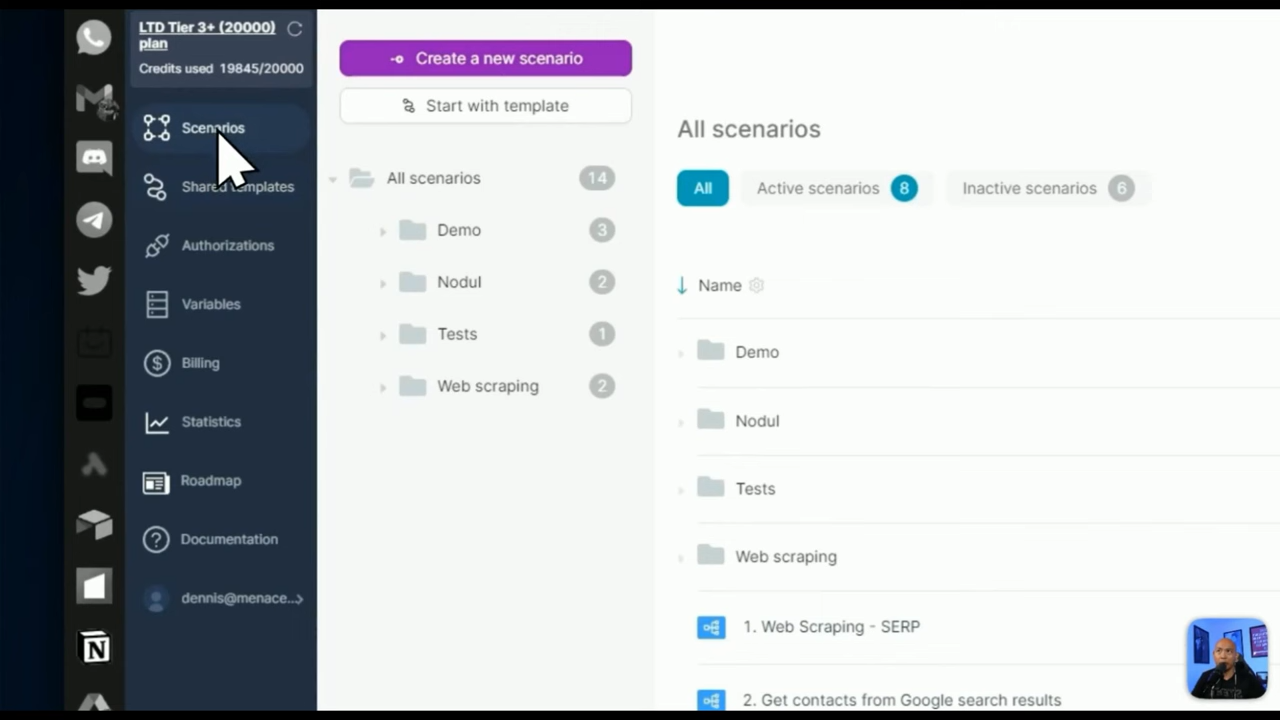 LTD Tier 3+ (20000)
plan
Credits used 19845/20000
Scenarios
Shared templates
Authorizations
Variables
Billing
Statistics
Roadmap
Documentation
dennis@menace...
Create a new scenario
Start with template
All scenarios 14
Demo 3
Nodul 2
Tests 1
Web scraping 2
All scenarios
All
Active scenarios 8
Inactive scenarios 6
Name
Demo
Nodul
Tests
Web scraping
1. Web Scraping - SERP
2. Get contacts from Google search results